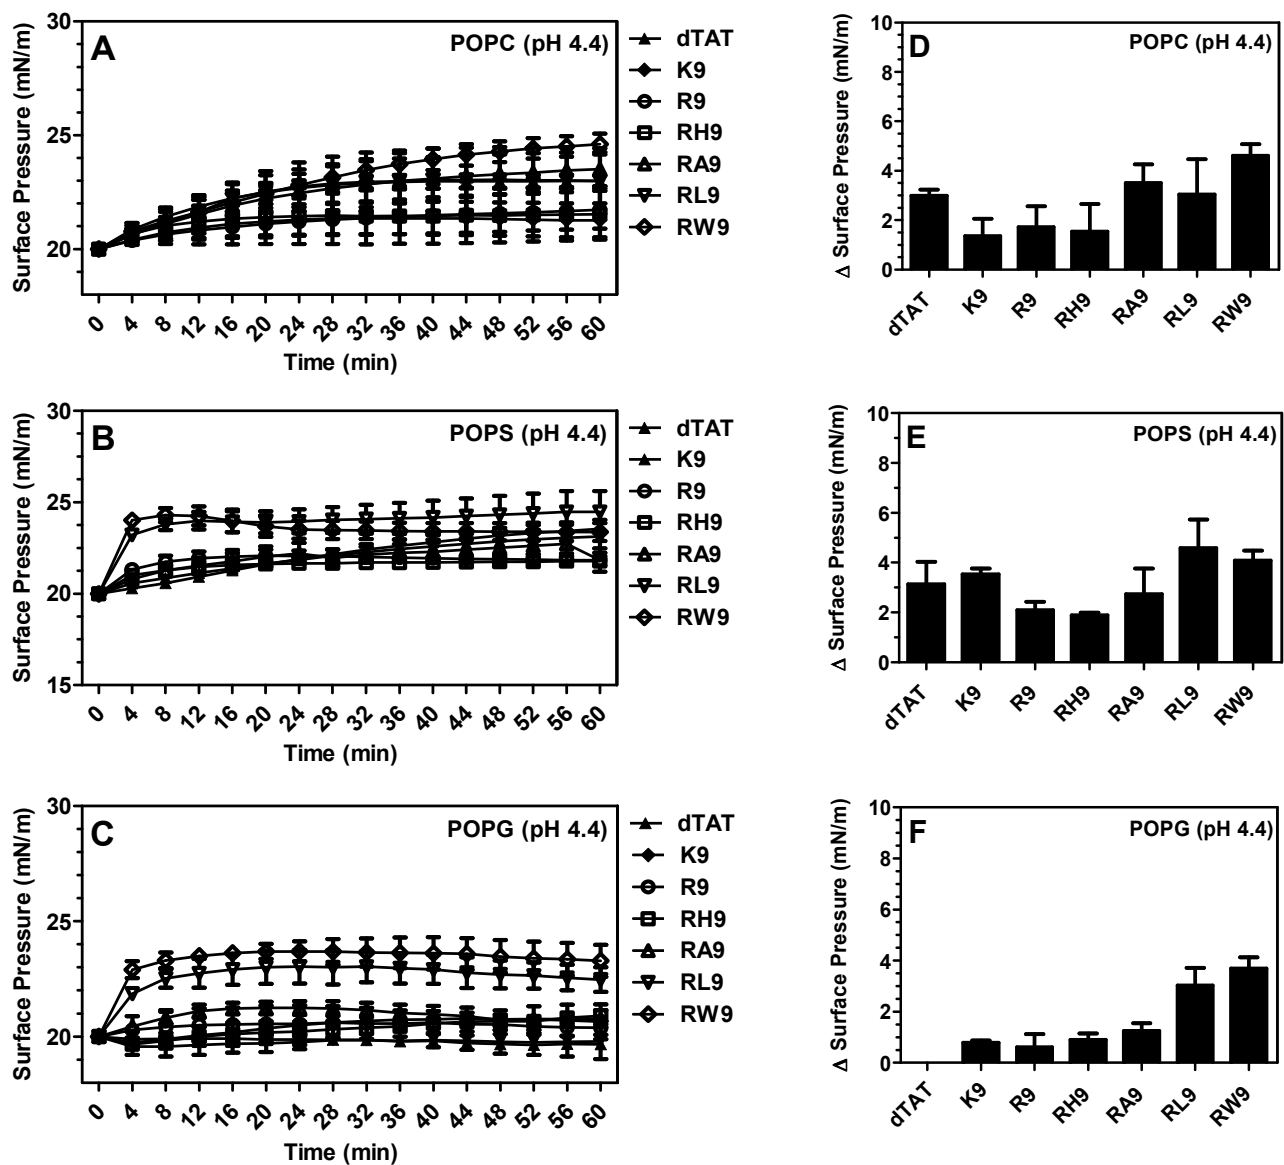 A
POPC (pH 4.4)
Surface Pressure (mN/m)
30
25
20
0 4 8 12 16 20 24 28 32 36 40 44 48 52 56 60
Time (min)
dTAT
K9
R9
RH9
RA9
RL9
RW9
D
POPC (pH 4.4)
Δ Surface Pressure (mN/m)
10
8
6
4
2
0
dTAT K9 R9 RH9 RA9 RL9 RW9
B
POPS (pH 4.4)
Surface Pressure (mN/m)
30
25
20
15
0 4 8 12 16 20 24 28 32 36 40 44 48 52 56 60
Time (min)
dTAT
K9
R9
RH9
RA9
RL9
RW9
E
POPS (pH 4.4)
Δ Surface Pressure (mN/m)
10
8
6
4
2
0
dTAT K9 R9 RH9 RA9 RL9 RW9
C
POPG (pH 4.4)
Surface Pressure (mN/m)
30
25
20
0 4 8 12 16 20 24 28 32 36 40 44 48 52 56 60
Time (min)
dTAT
K9
R9
RH9
RA9
RL9
RW9
F
POPG (pH 4.4)
Δ Surface Pressure (mN/m)
10
8
6
4
2
0
dTAT K9 R9 RH9 RA9 RL9 RW9